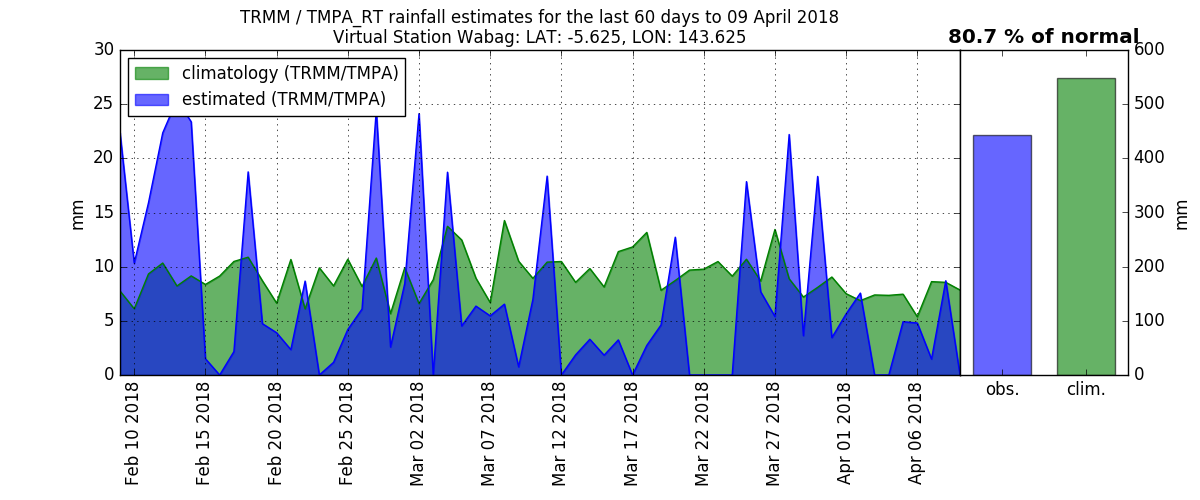 TRMM / TMPA_RT rainfall estimates for the last 60 days to 09 April 2018
Virtual Station Wabag: LAT: -5.625, LON: 143.625
80.7 % of normal
climatology (TRMM/TMPA)
estimated (TRMM/TMPA)
30
25
20
15
10
5
0
mm
600
500
400
300
200
100
0
mm
Feb 10 2018
Feb 15 2018
Feb 20 2018
Feb 25 2018
Mar 02 2018
Mar 07 2018
Mar 12 2018
Mar 17 2018
Mar 22 2018
Mar 27 2018
Apr 01 2018
Apr 06 2018
obs.
clim.